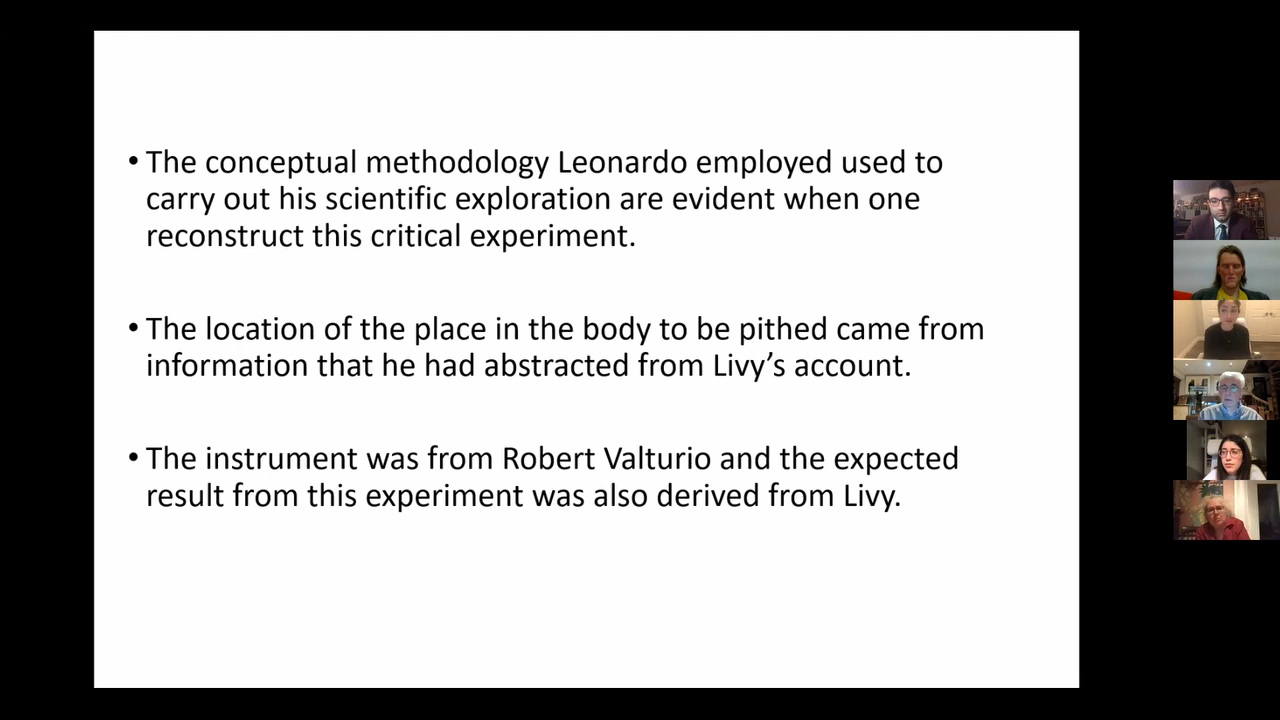 • The conceptual methodology Leonardo employed used to
carry out his scientific exploration are evident when one
reconstruct this critical experiment.
• The location of the place in the body to be pithed came from
information that he had abstracted from Livy’s account.
• The instrument was from Robert Valturio and the expected
result from this experiment was also derived from Livy.